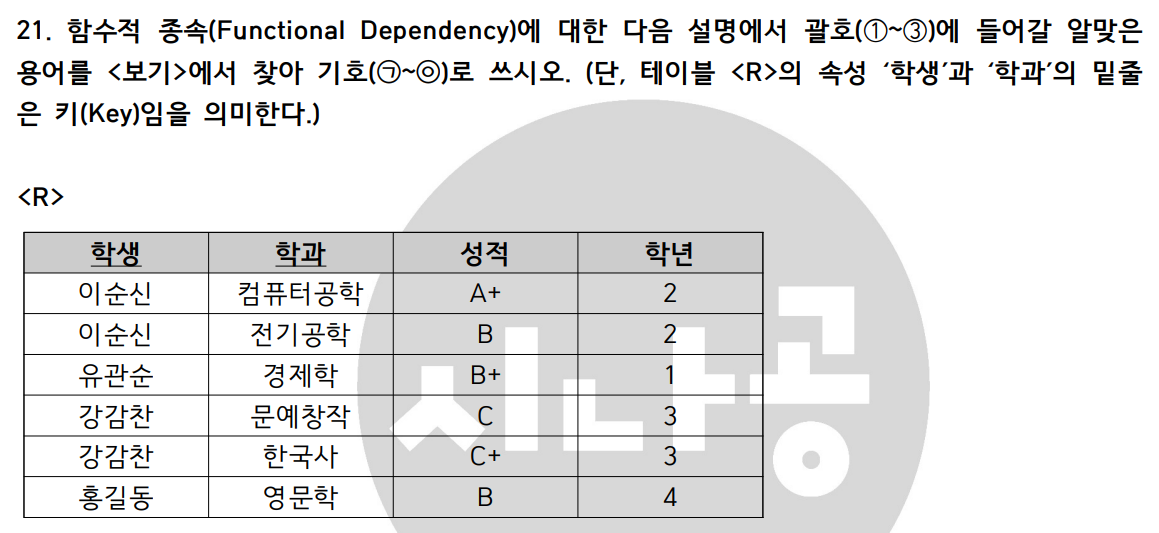 21. 함수적 종속(Functional Dependency)에 대한 다음 설명에서 괄호(①~③)에 들어갈 알맞은
용어를 <보기>에서 찾아 기호(㉠~㉧)로 쓰시오. (단, 테이블 <R>의 속성 ‘학생’과 ‘학과’의 밑줄
은 키(Key)임을 의미한다.)
<R>
학생 학과 성적 학년
이순신 컴퓨터공학 A+ 2
이순신 전기공학 B 2
유관순 경제학 B+ 1
강감찬 문예창작 C 3
강감찬 한국사 C+ 3
홍길동 영문학 B 4
시나공